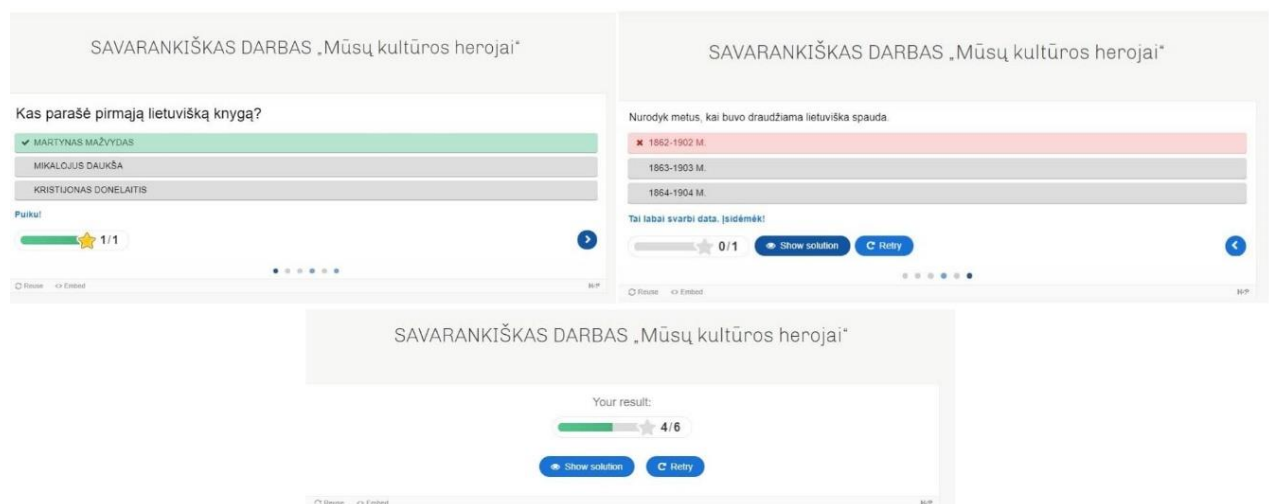 SAVARANKIŠKAS DARBAS „Mūsų kultūros herojai“
Kas parašė pirmąją lietuvišką knygą?
MARTYNAS MAŽVYDAS
MIKALOJUS DAUKŠA
KRISTIJONAS DONELAITIS
Puiku!
1/1
Reuse <> Embed
H5P
SAVARANKIŠKAS DARBAS „Mūsų kultūros herojai“
Nurodyk metus, kai buvo draudžiama lietuviška spauda.
1862-1902 M.
1863-1903 M.
1864-1904 M.
Tai labai svarbi data. Įsidėmėk!
0/1 Show solution Retry
Reuse <> Embed
H5P
SAVARANKIŠKAS DARBAS „Mūsų kultūros herojai“
Your result:
4/6
Show solution Retry
Reuse <> Embed
H5P